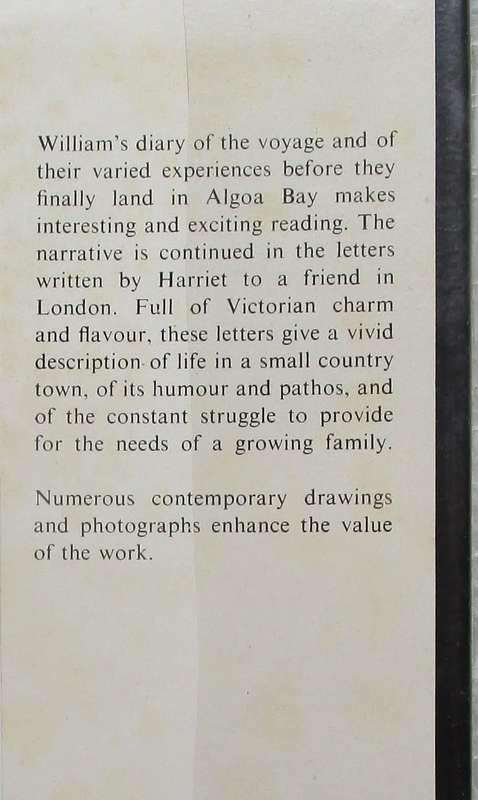 William's diary of the voyage and of
their varied experiences before they
finally land in Algoa Bay makes
interesting and exciting reading. The
narrative is continued in the letters
written by Harriet to a friend in
London. Full of Victorian charm
and flavour, these letters give a vivid
description of life in a small country
town, of its humour and pathos, and
of the constant struggle to provide
for the needs of a growing family.
Numerous contemporary drawings
and photographs enhance the value
of the work.